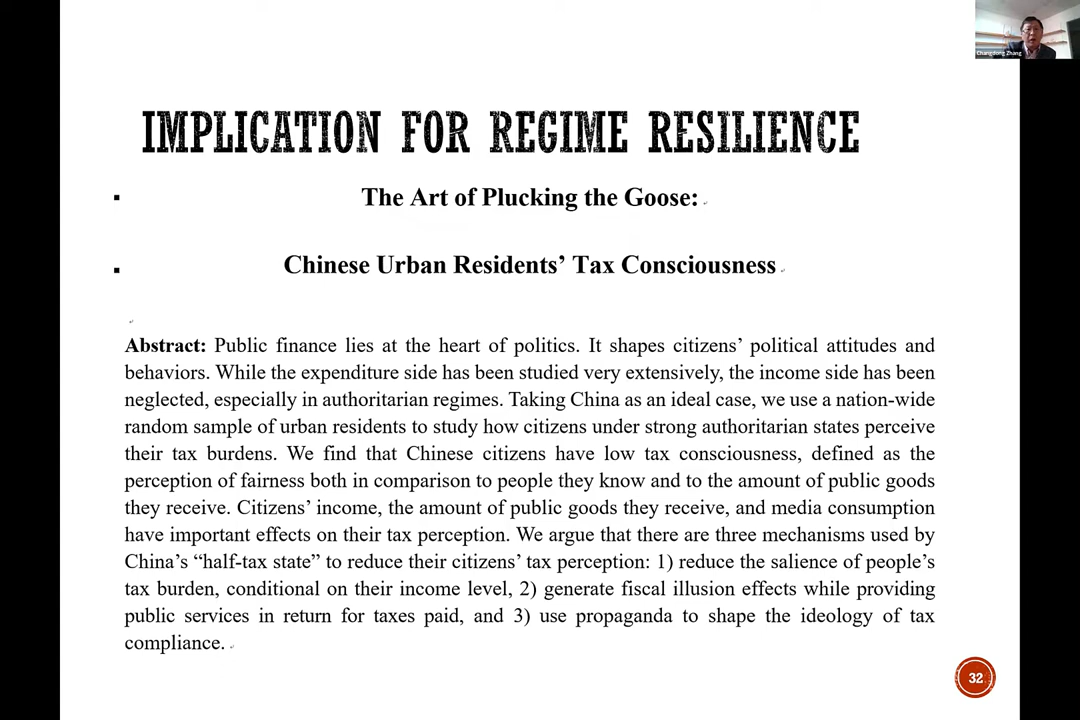 Changdong Zhang
IMPLICATION FOR REGIME RESILIENCE
The Art of Plucking the Goose:
Chinese Urban Residents’ Tax Consciousness
Abstract: Public finance lies at the heart of politics. It shapes citizens’ political attitudes and
behaviors. While the expenditure side has been studied very extensively, the income side has been
neglected, especially in authoritarian regimes. Taking China as an ideal case, we use a nation-wide
random sample of urban residents to study how citizens under strong authoritarian states perceive
their tax burdens. We find that Chinese citizens have low tax consciousness, defined as the
perception of fairness both in comparison to people they know and to the amount of public goods
they receive. Citizens’ income, the amount of public goods they receive, and media consumption
have important effects on their tax perception. We argue that there are three mechanisms used by
China’s “half-tax state” to reduce their citizens’ tax perception: 1) reduce the salience of people’s
tax burden, conditional on their income level, 2) generate fiscal illusion effects while providing
public services in return for taxes paid, and 3) use propaganda to shape the ideology of tax
compliance.
32